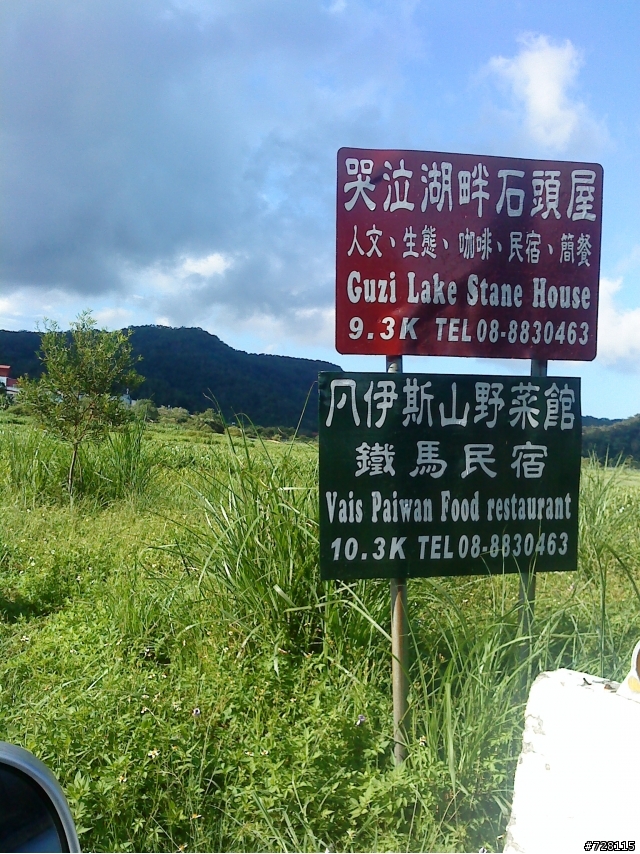 哭泣湖畔石頭屋
人文、生態、咖啡、民宿、簡餐
Guzi Lake Stane House
9.3K TEL 08-8830463
凡伊斯山野菜館
鐵馬民宿
Vais Paiwan Food restaurant
10.3K TEL 08-8830463
#728115